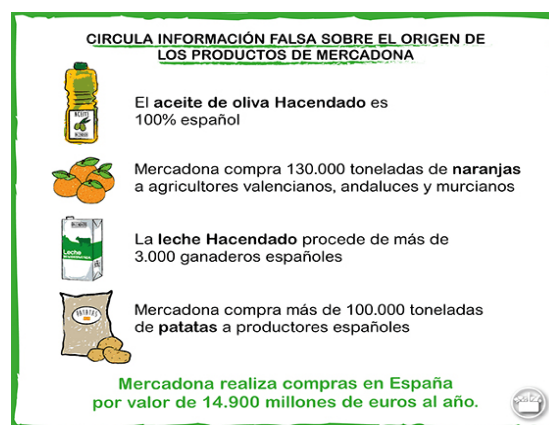 CIRCULA INFORMACIÓN FALSA SOBRE EL ORIGEN DE
LOS PRODUCTOS DE MERCADONA
El aceite de oliva Hacendado es
100% español
Mercadona compra 130.000 toneladas de naranjas
a agricultores valencianos, andaluces y murcianos
La leche Hacendado procede de más de
3.000 ganaderos españoles
Leche
Mercadona compra más de 100.000 toneladas
de patatas a productores españoles
PATATAS
Mercadona realiza compras en España
por valor de 14.900 millones de euros al año.